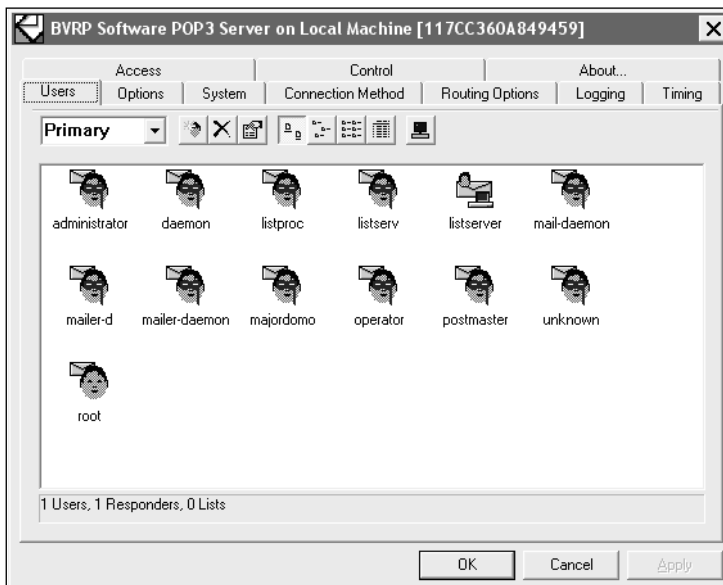 BVRP Software POP3 Server on Local Machine [117CC360A849459]
Access Control About...
Users Options System Connection Method Routing Options Logging Timing
Primary
administrator daemon listproc listserv listserver mail-daemon
mailer-d mailer-daemon majordomo operator postmaster unknown
root
1 Users, 1 Responders, 0 Lists
OK Cancel Apply